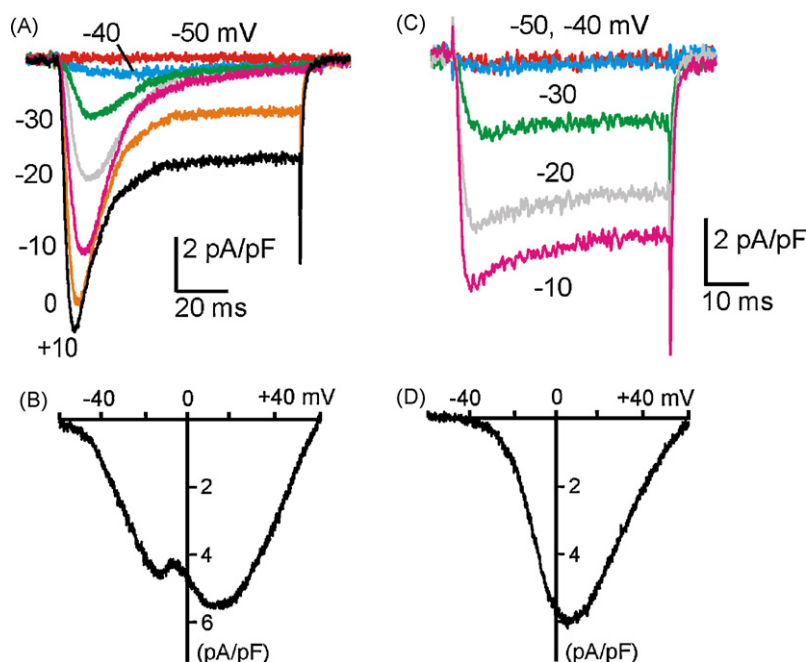 (A)
-40
-50 mV
-30
-20
-10
0
+10
2 pA/pF
20 ms
(C)
-50, -40 mV
-30
-20
-10
2 pA/pF
10 ms
(B)
-40
0
+40 mV
2
4
6
(pA/pF)
(D)
-40
0
+40 mV
2
4
(pA/pF)